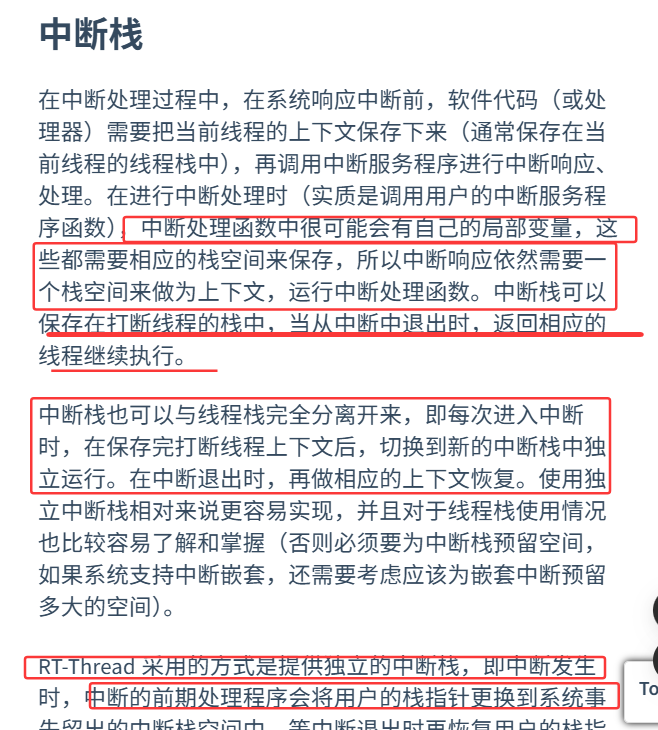 中断栈
在中断处理过程中，在系统响应中断前，软件代码（或处
理器）需要把当前线程的上下文保存下来（通常保存在当
前线程的线程栈中），再调用中断服务程序进行中断响应、
处理。在进行中断处理时（实质是调用用户的中断服务程
序函数），中断处理函数中很可能会有自己的局部变量，这
些都需要相应的栈空间来保存，所以中断响应依然需要一
个栈空间来做为上下文，运行中断处理函数。中断栈可以
保存在打断线程的栈中，当从中断中退出时，返回相应的
线程继续执行。
中断栈也可以与线程栈完全分离开来，即每次进入中断
时，在保存完打断线程上下文后，切换到新的中断栈中独
立运行。在中断退出时，再做相应的上下文恢复。使用独
立中断栈相对来说更容易实现，并且对于线程栈使用情况
也比较容易了解和掌握（否则必须要为中断栈预留空间，
如果系统支持中断嵌套，还需要考虑应该为嵌套中断预留
多大的空间）。
RT-Thread 采用的方式是提供独立的中断栈，即中断发生
时，中断的前期处理程序会将用户的栈指针更换到系统事
先留出的中断栈空间中，等中断退出时再恢复用户的栈指
To